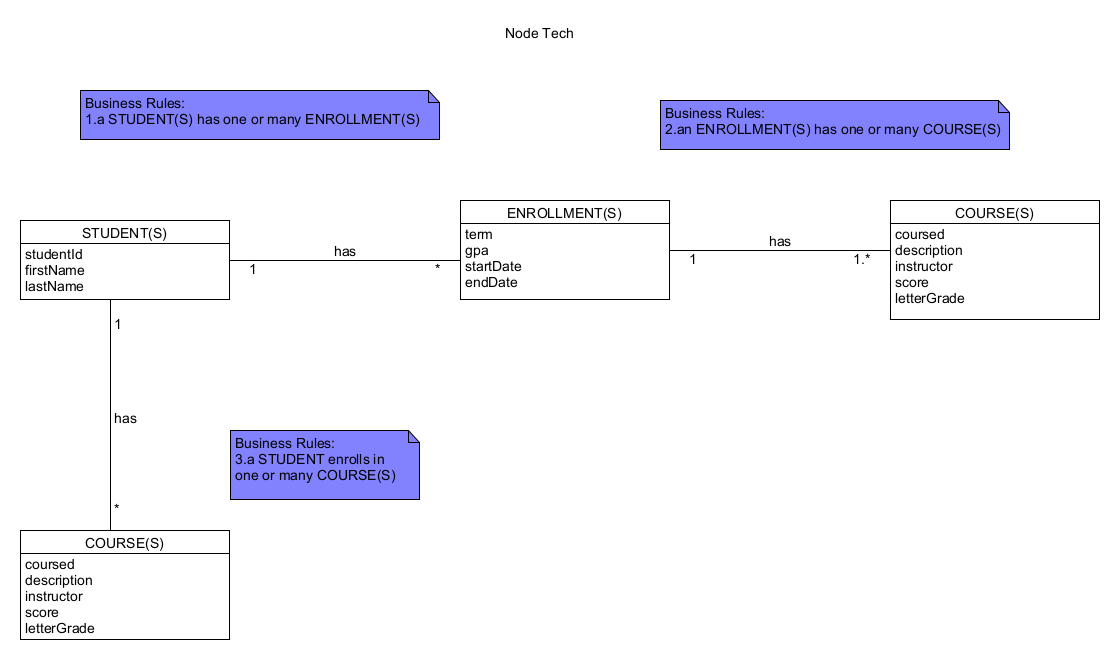 Node Tech
Business Rules:
1.a STUDENT(S) has one or many ENROLLMENT(S)
Business Rules:
2.an ENROLLMENT(S) has one or many COURSE(S)
STUDENT(S)
studentId
firstName
lastName
has
1
*
ENROLLMENT(S)
term
gpa
startDate
endDate
has
1
1.*
COURSE(S)
coursed
description
instructor
score
letterGrade
1
has
*
Business Rules:
3.a STUDENT enrolls in
one or many COURSE(S)
COURSE(S)
coursed
description
instructor
score
letterGrade